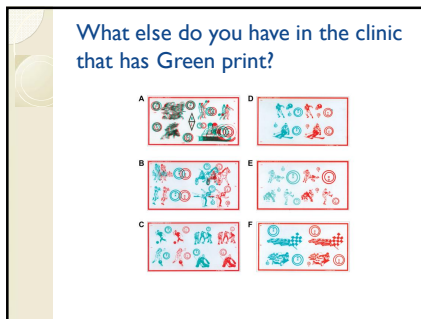 What else do you have in the clinic
that has Green print?
A
D
B
E
C
F